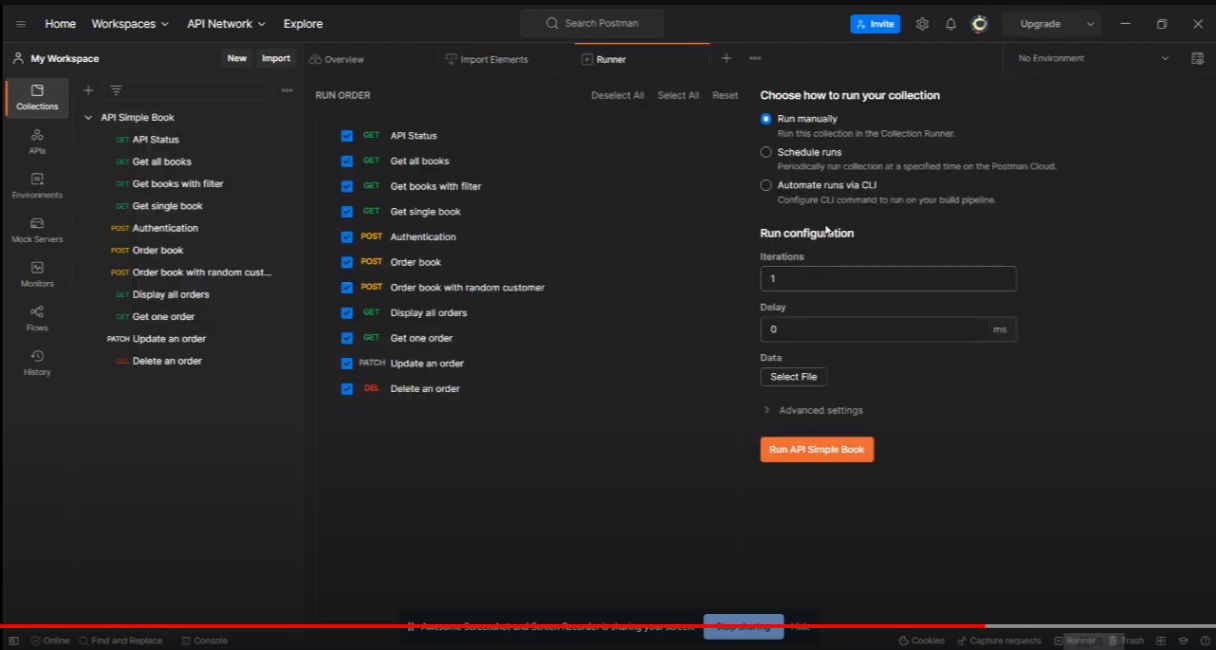 Home Workspaces API Network Explore Search Postman Invite Upgrade
My Workspace New Import Overview Import Elements Runner No Environment
Collections
APIs
Environments
Mock Servers
Monitors
Flows
History
API Simple Book
GET API Status
GET Get all books
GET Get books with filter
GET Get single book
POST Authentication
POST Order book
POST Order book with random cust...
GET Display all orders
GET Get one order
PATCH Update an order
DEL Delete an order
RUN ORDER Deselect All Select All Reset
GET API Status
GET Get all books
GET Get books with filter
GET Get single book
POST Authentication
POST Order book
POST Order book with random customer
GET Display all orders
GET Get one order
PATCH Update an order
DEL Delete an order
Choose how to run your collection
Run manually
Run this collection in the Collection Runner.
Schedule runs
Periodically run collection at a specified time on the Postman Cloud.
Automate runs via CLI
Configure CLI command to run on your build pipeline.
Run configuration
Iterations
1
Delay
0 ms
Data
Select File
Advanced settings
Run API Simple Book
Awesome Screenshot and Screen Recorder is sharing your screen. Stop sharing Hide
Online Find and Replace Console Cookies Capture requests Runner Trash